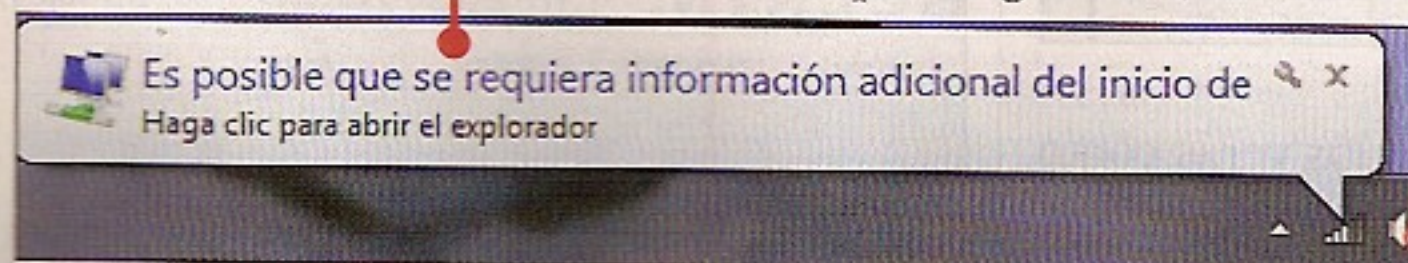 Es posible que se requiera información adicional del inicio de
Haga clic para abrir el explorador